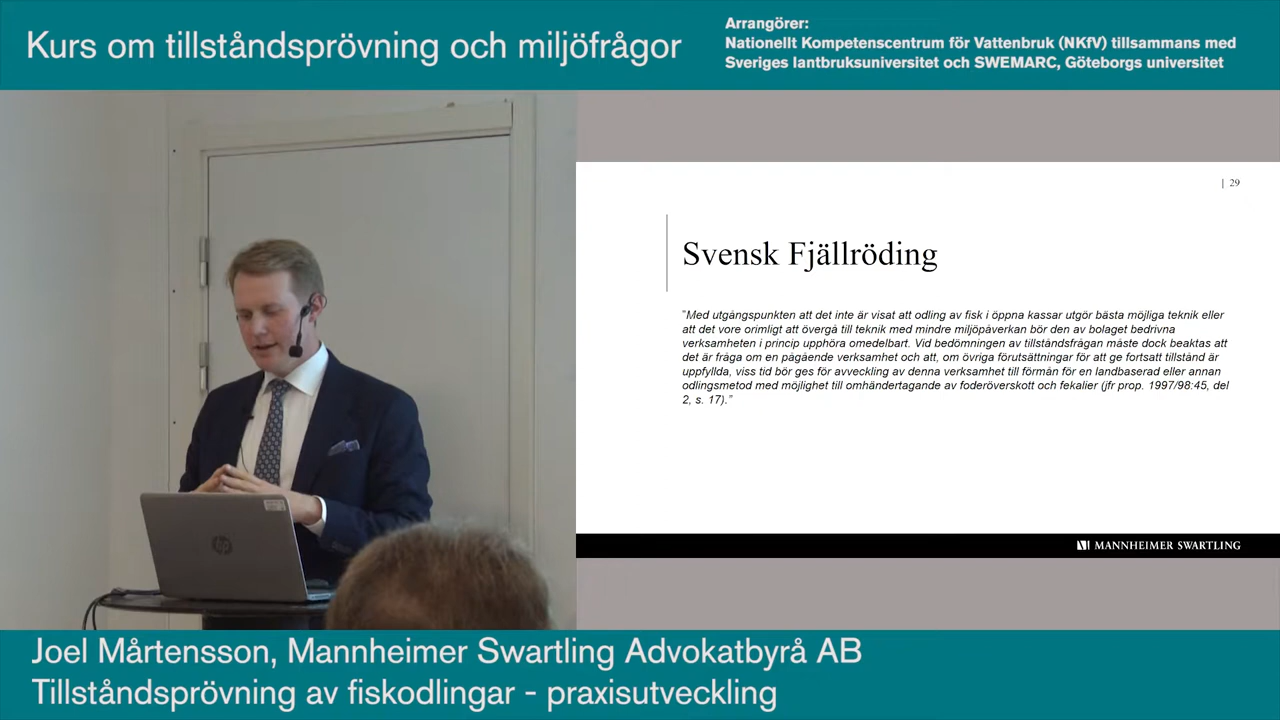 Kurs om tillståndsprövning och miljöfrågor
Arrangörer:
Nationellt Kompetenscentrum för Vattenbruk (NKfV) tillsammans med
Sveriges lantbruksuniversitet och SWEMARC, Göteborgs universitet
| 29
Svensk Fjällröding
"Med utgångspunkten att det inte är visat att odling av fisk i öppna kassar utgör bästa möjliga teknik eller
att det vore orimligt att övergå till teknik med mindre miljöpåverkan bör den av bolaget bedrivna
verksamheten i princip upphöra omedelbart. Vid bedömningen av tillståndsfrågan måste dock beaktas att
det är fråga om en pågående verksamhet och att, om övriga förutsättningar för att ge fortsatt tillstånd är
uppfyllda, viss tid bör ges för avveckling av denna verksamhet till förmån för en landbaserad eller annan
odlingsmetod med möjlighet till omhändertagande av foderöverskott och fekalier (jfr prop. 1997/98:45, del
2, s. 17)."
MANNHEIMER SWARTLING
hp
Joel Mårtensson, Mannheimer Swartling Advokatbyrå AB
Tillståndsprövning av fiskodlingar - praxisutveckling